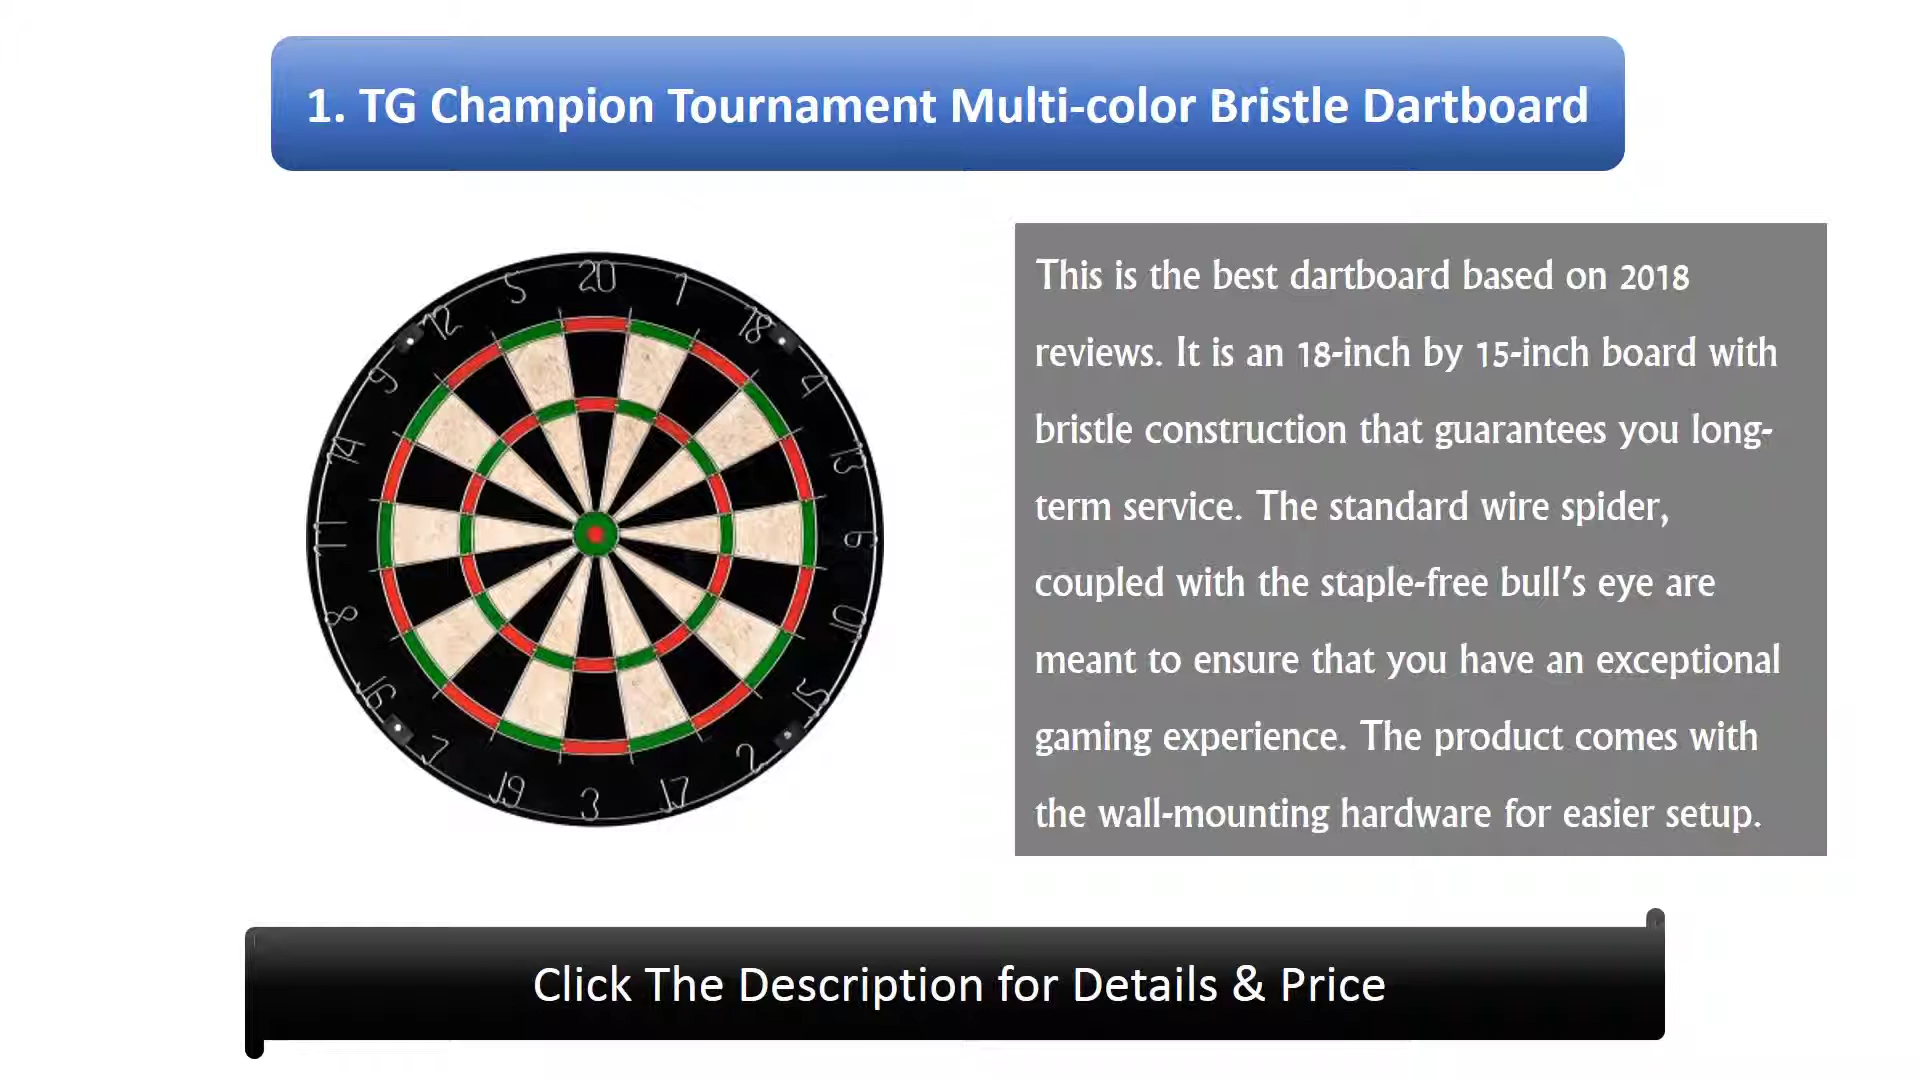 1. TG Champion Tournament Multi-color Bristle Dartboard
20
1
18
4
13
6
10
15
2
17
3
19
7
16
8
11
14
9
12
5
This is the best dartboard based on 2018
reviews. It is an 18-inch by 15-inch board with
bristle construction that guarantees you long-
term service. The standard wire spider,
coupled with the staple-free bull's eye are
meant to ensure that you have an exceptional
gaming experience. The product comes with
the wall-mounting hardware for easier setup.
Click The Description for Details & Price